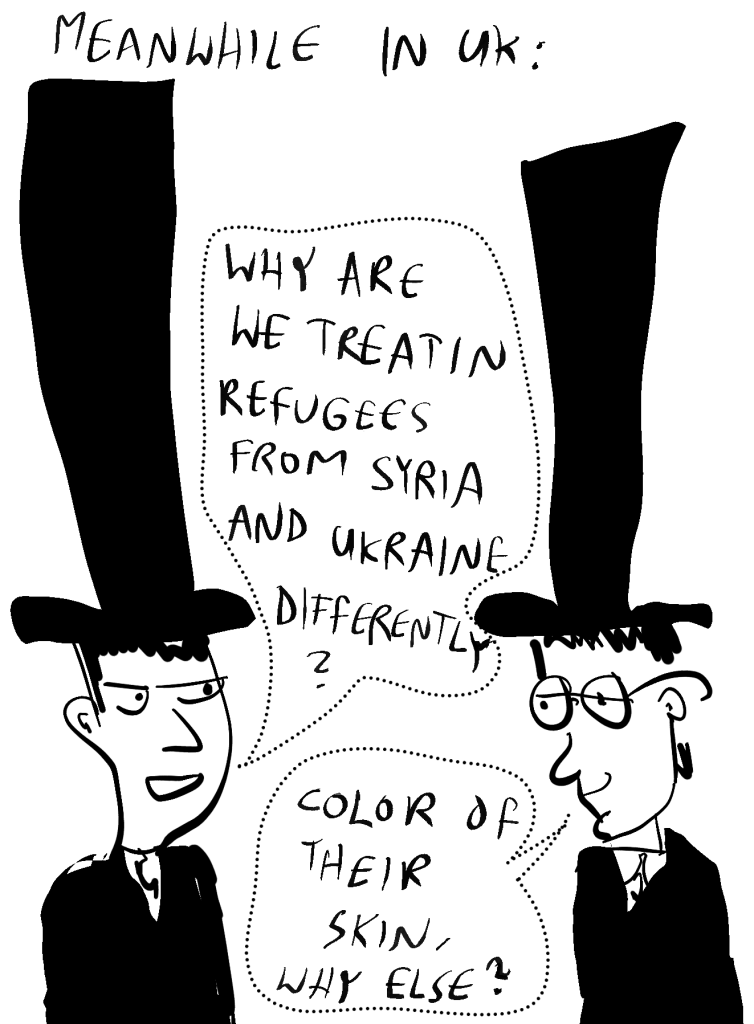 MEANWHILE IN UK:
WHY ARE
WE TREATIN
REFUGEES
FROM SYRIA
AND UKRAINE
DIFFERENTLY
?
COLOR OF
THEIR
SKIN,
WHY ELSE?